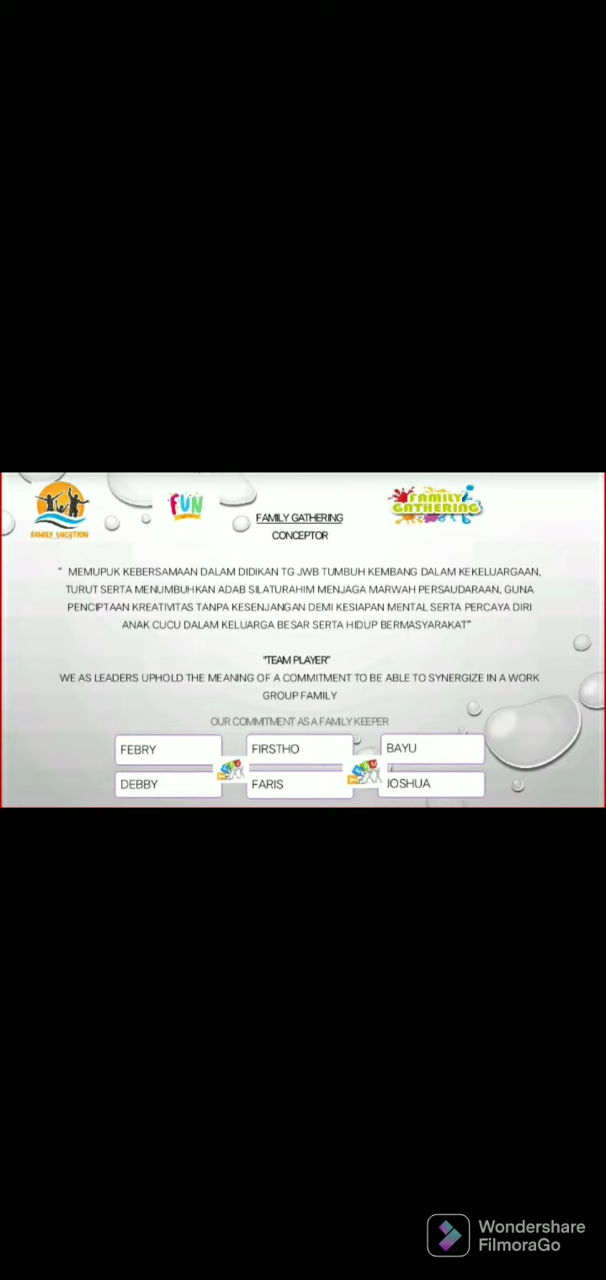 FAMILY_VACATION
FUN
FAMILY GATHERING
CONCEPTOR
FAMILY
GATHERING
“ MEMUPUK KEBERSAMAAN DALAM DIDIKAN TG JWB TUMBUH KEMBANG DALAM KEKELUARGAAN,
TURUT SERTA MENUMBUHKAN ADAB SILATURAHIM MENJAGA MARWAH PERSAUDARAAN, GUNA
PENCIPTAAN KREATIVITAS TANPA KESENJANGAN DEMI KESIAPAN MENTAL SERTA PERCAYA DIRI
ANAK CUCU DALAM KELUARGA BESAR SERTA HIDUP BERMASYARAKAT”
“TEAM PLAYER”
WE AS LEADERS UPHOLD THE MEANING OF A COMMITMENT TO BE ABLE TO SYNERGIZE IN A WORK
GROUP FAMILY
OUR COMMITMENT AS A FAMILY KEEPER
FEBRY
FIRSTHO
BAYU
DEBBY
FARIS
JOSHUA
Wondershare
FilmoraGo